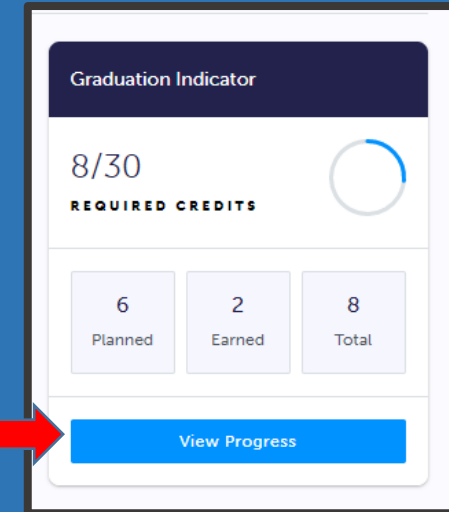 Graduation Indicator
8/30
REQUIRED CREDITS
6 2 8
Planned Earned Total
View Progress